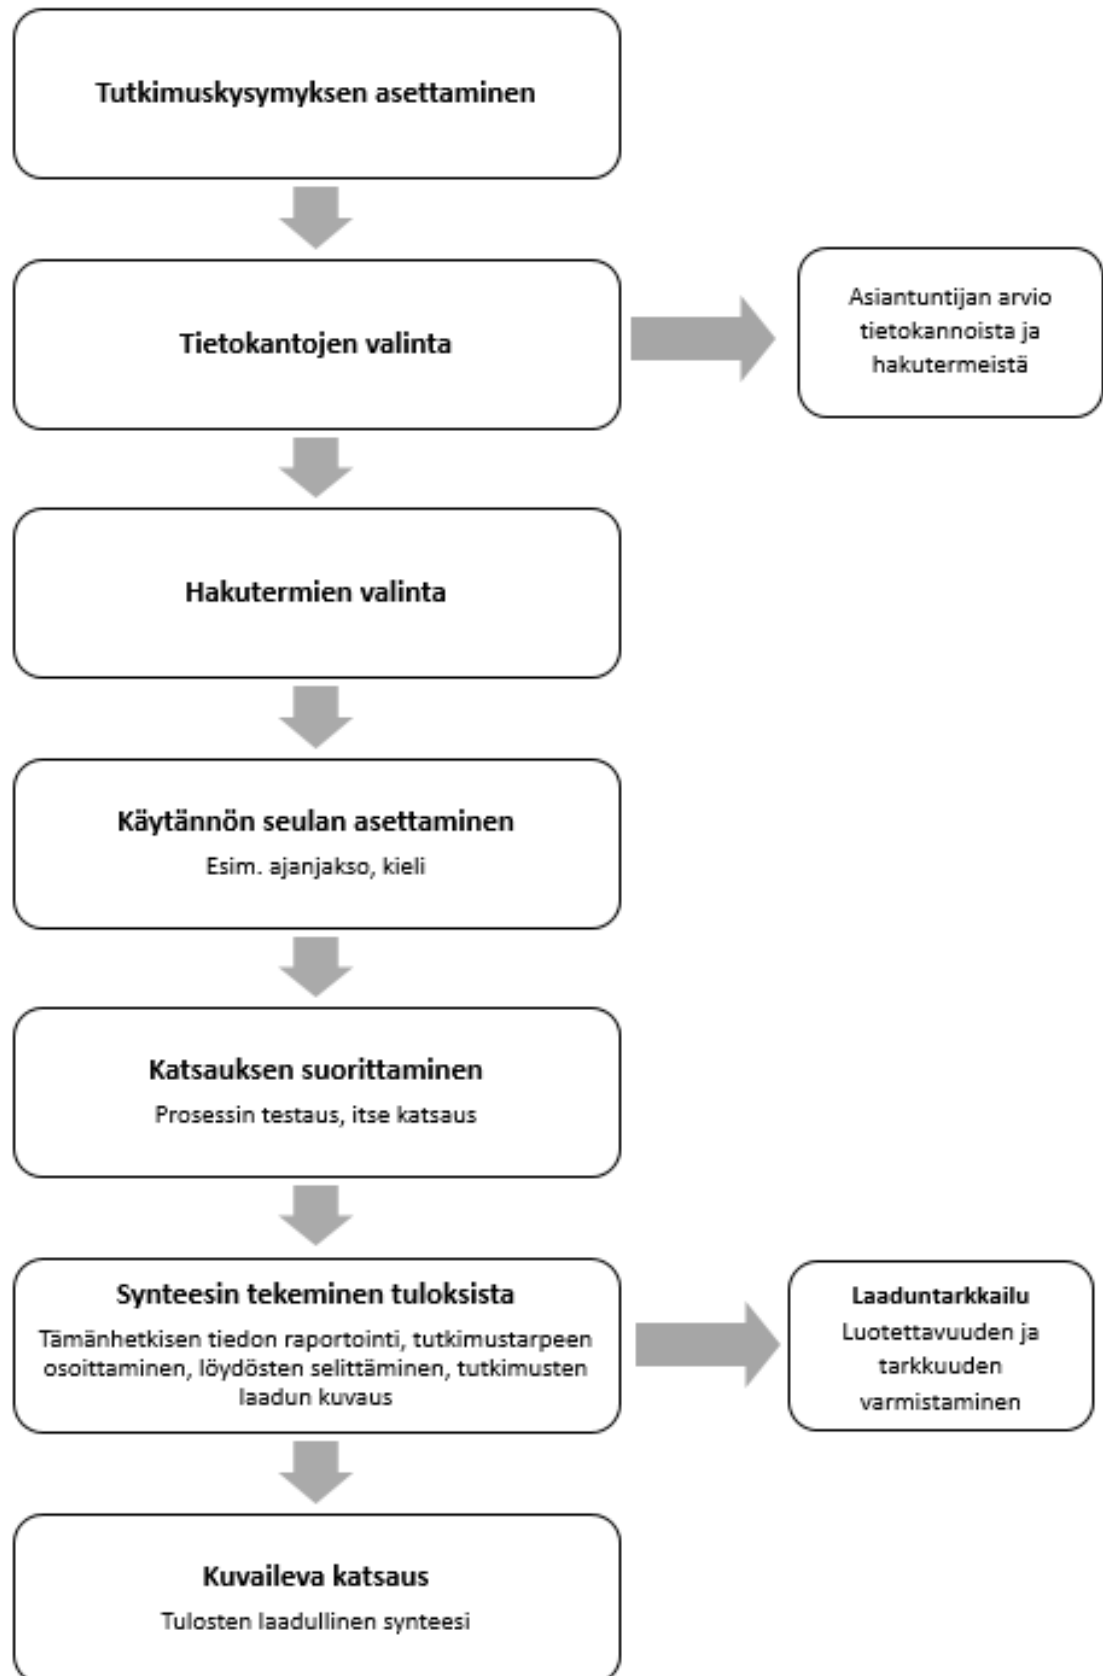 Tutkimuskysymyksen asettaminen
Tietokantojen valinta
Asiantuntijan arvio
tietokannoista ja
hakutermeistä
Hakutermien valinta
Käytännön seulan asettaminen
Esim. ajanjakso, kieli
Katsauksen suorittaminen
Prosessin testaus, itse katsaus
Synteesin tekeminen tuloksista
Tämänhetkisen tiedon raportointi, tutkimustarpeen
osoittaminen, löydösten selittäminen, tutkimusten
laadun kuvaus
Laaduntarkkailu
Luotettavuuden ja
tarkkuuden
varmistaminen
Kuvaileva katsaus
Tulosten laadullinen synteesi